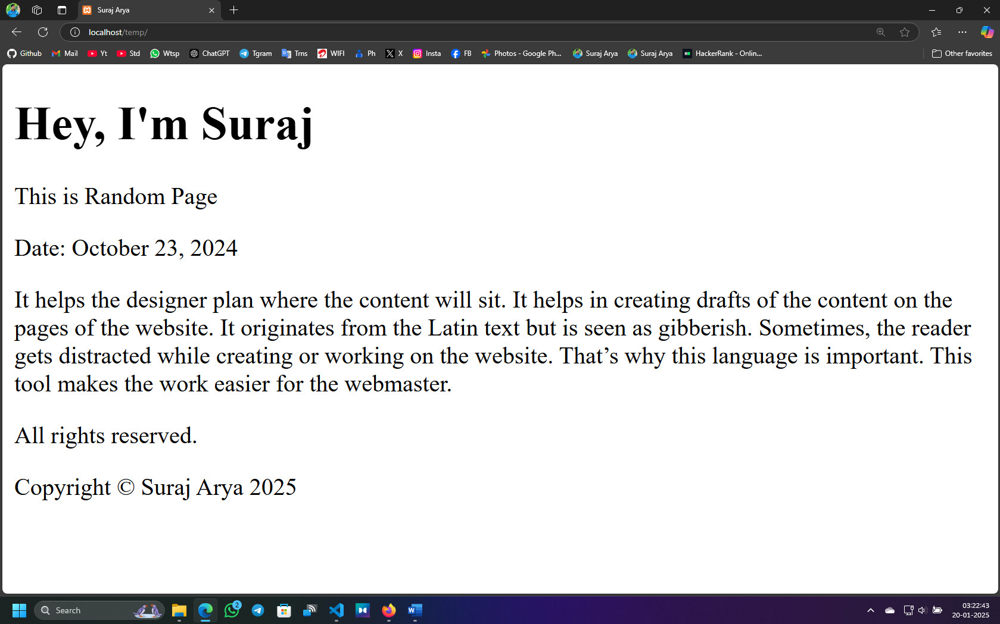 Suraj Arya
localhost/temp/
Github Mail Yt Std Wtsp ChatGPT Tgram Trns WIFI Ph X Insta FB Photos - Google Ph... Suraj Arya Suraj Arya HackerRank - Onlin... Other favorites
Hey, I'm Suraj
This is Random Page
Date: October 23, 2024
It helps the designer plan where the content will sit. It helps in creating drafts of the content on the
pages of the website. It originates from the Latin text but is seen as gibberish. Sometimes, the reader
gets distracted while creating or working on the website. That’s why this language is important. This
tool makes the work easier for the webmaster.
All rights reserved.
Copyright © Suraj Arya 2025
Search
2
03:22:43
20-01-2025